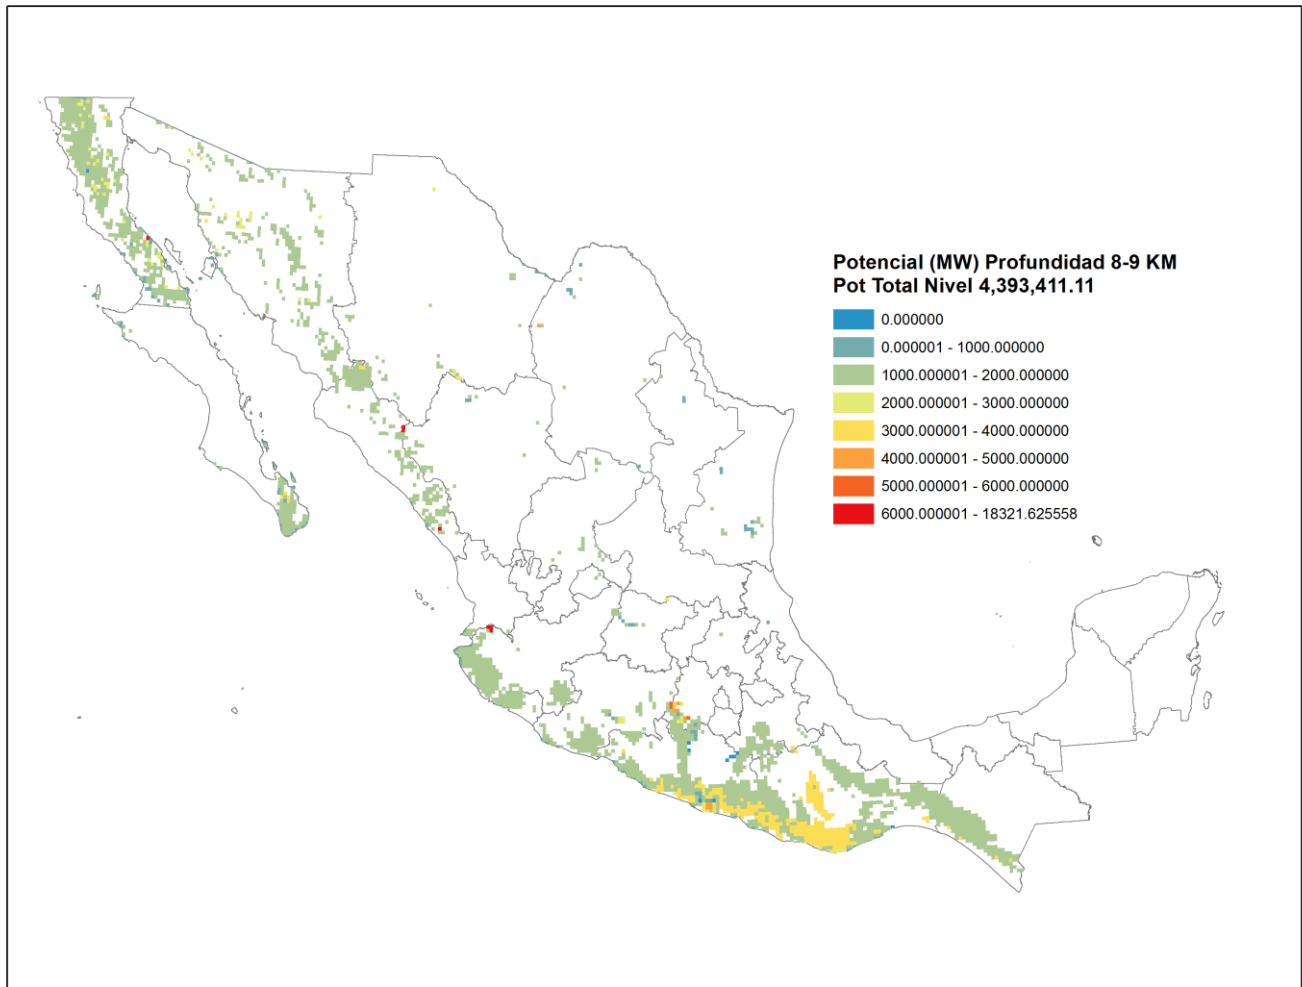 Potencial (MW) Profundidad 8-9 KM
Pot Total Nivel 4,393,411.11
0.000000
0.000001 - 1000.000000
1000.000001 - 2000.000000
2000.000001 - 3000.000000
3000.000001 - 4000.000000
4000.000001 - 5000.000000
5000.000001 - 6000.000000
6000.000001 - 18321.625558